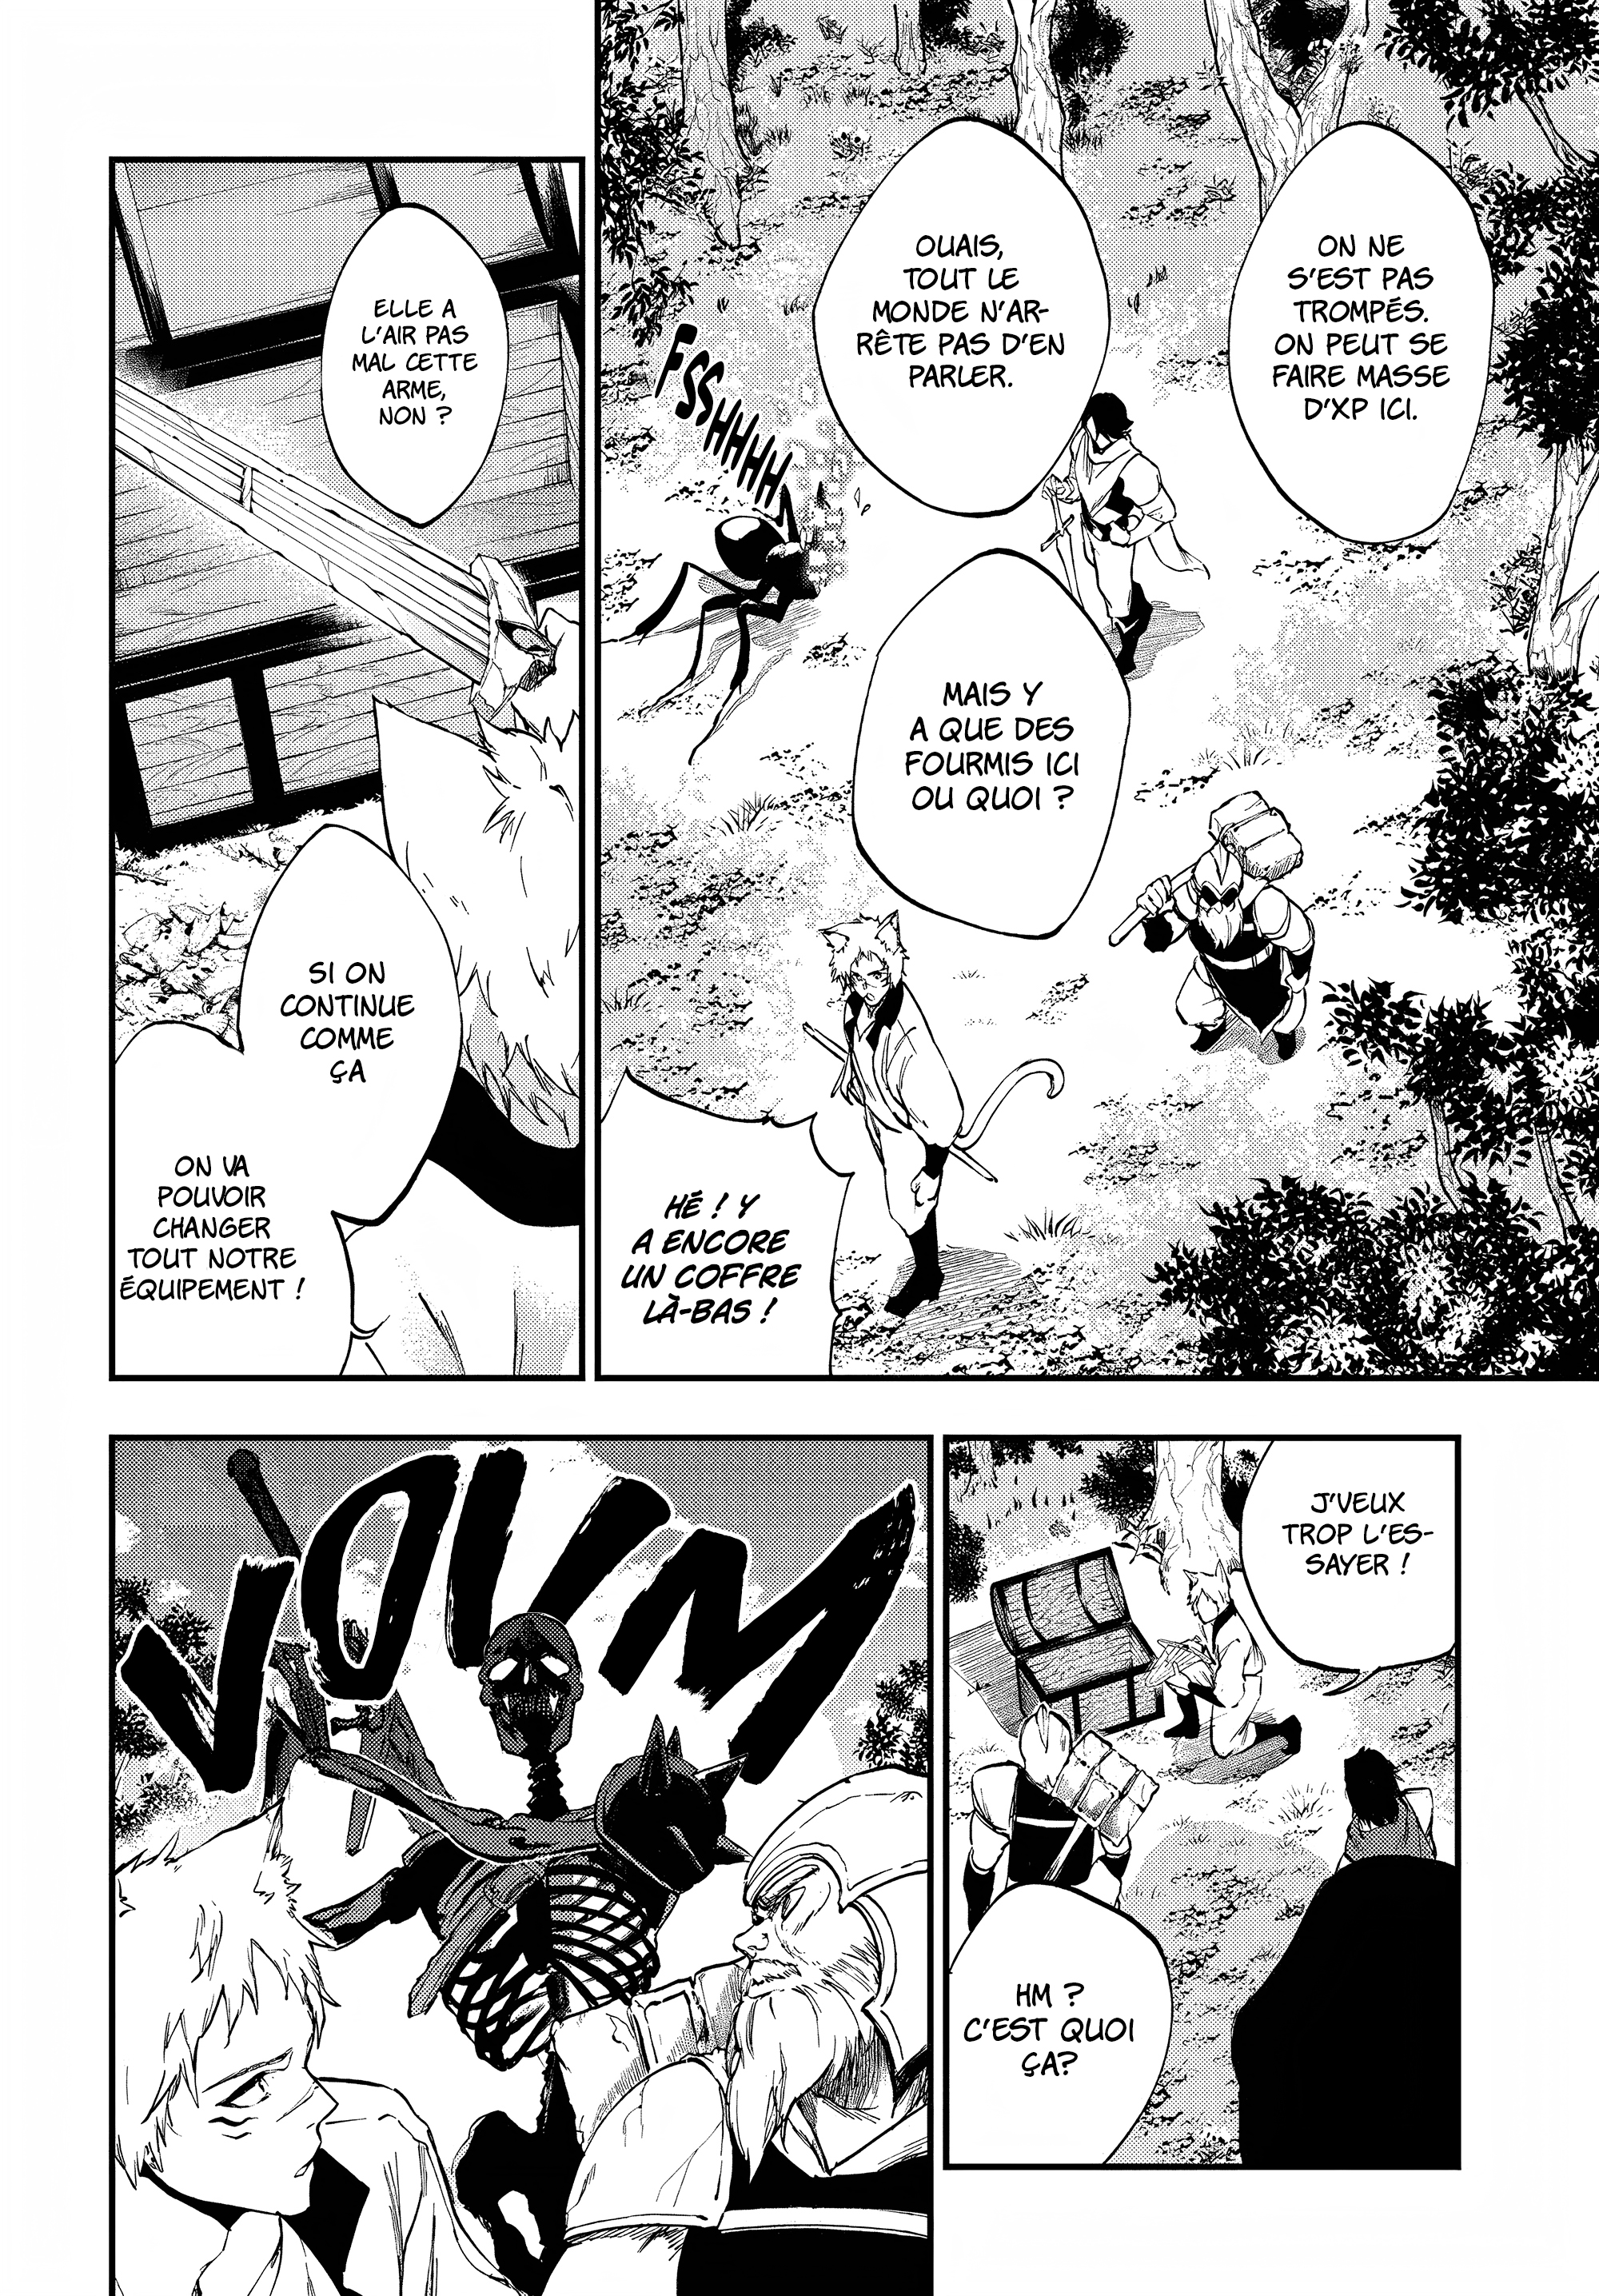 ON NE
S'EST PAS
TROMPÉS.
ON PEUT SE
FAIRE MASSE
D'XP ICI.
OUAIS,
TOUT LE
MONDE N'AR-
RÊTE PAS D'EN
PARLER.
FSSHHHH
MAIS Y
A QUE DES
FOURMIS ICI
OU QUOI ?
HÉ ! Y
A ENCORE
UN COFFRE
LÀ-BAS !
ELLE A
L'AIR PAS
MAL CETTE
ARME,
NON ?
SI ON
CONTINUE
COMME
ÇA
ON VA
POUVOIR
CHANGER
TOUT NOTRE
ÉQUIPEMENT !
J'VEUX
TROP L'ES-
SAYER !
HM ?
C'EST QUOI
ÇA?
VOUM